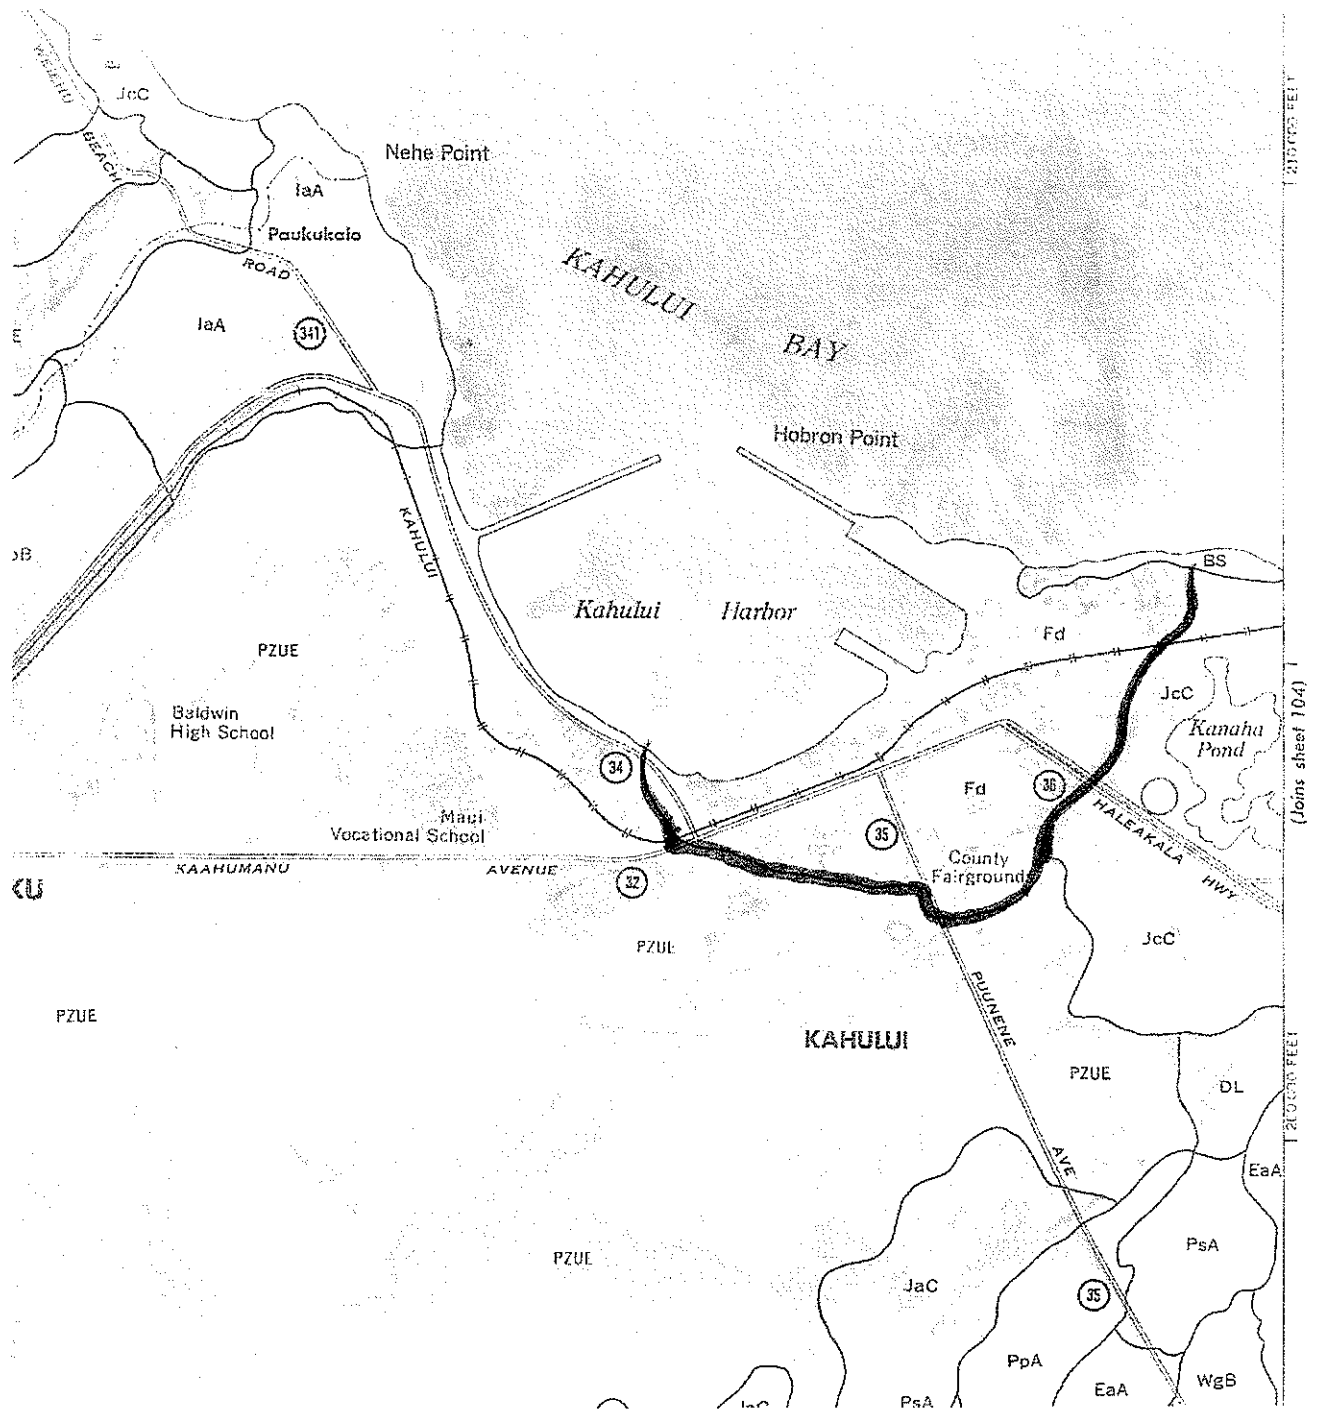 JcC
BEACH
Nehe Point
IaA
Paukukalo
ROAD
KAHULUI
BAY
IaA
341
Hobron Point
KAHULUI
BS
Kahului Harbor
Fd
PZUE
JcC
Baldwin
High School
Kanaha
Pond
(Joins sheet 104)
34
Fd
36
Maui
Vocational School
35
HALEAKALA
HWY
County
Fairgrounds
KAAHUMANU
AVENUE
32
KU
PZUE
JcC
PUUNENE
PZUE
KAHULUI
PZUE
DL
AVE
EaA
PsA
PZUE
JaC
35
PpA
EaA
WgB
PsA